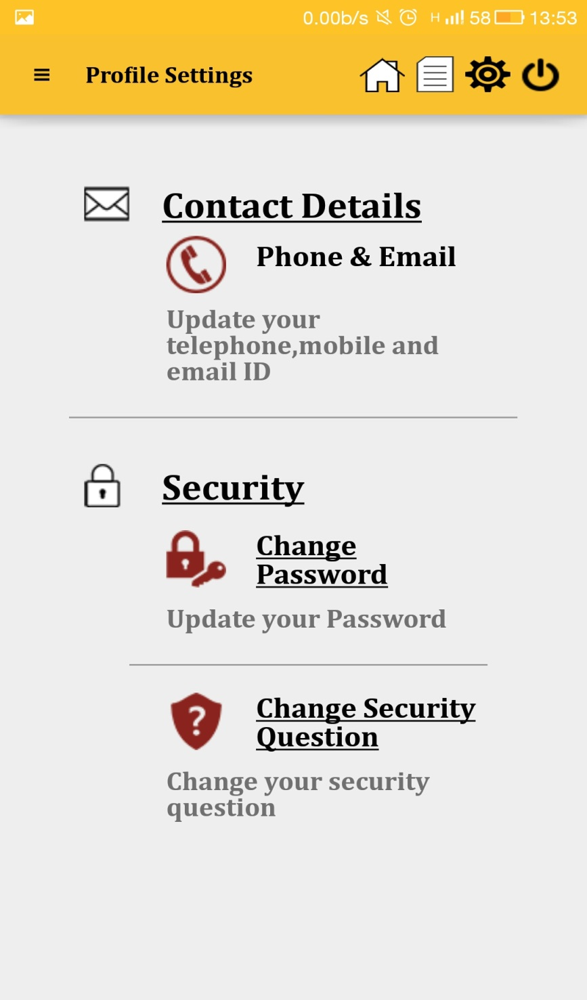 0.00b/s H 58 13:53
Profile Settings
Contact Details
Phone & Email
Update your
telephone,mobile and
email ID
Security
Change
Password
Update your Password
?
Change Security
Question
Change your security
question